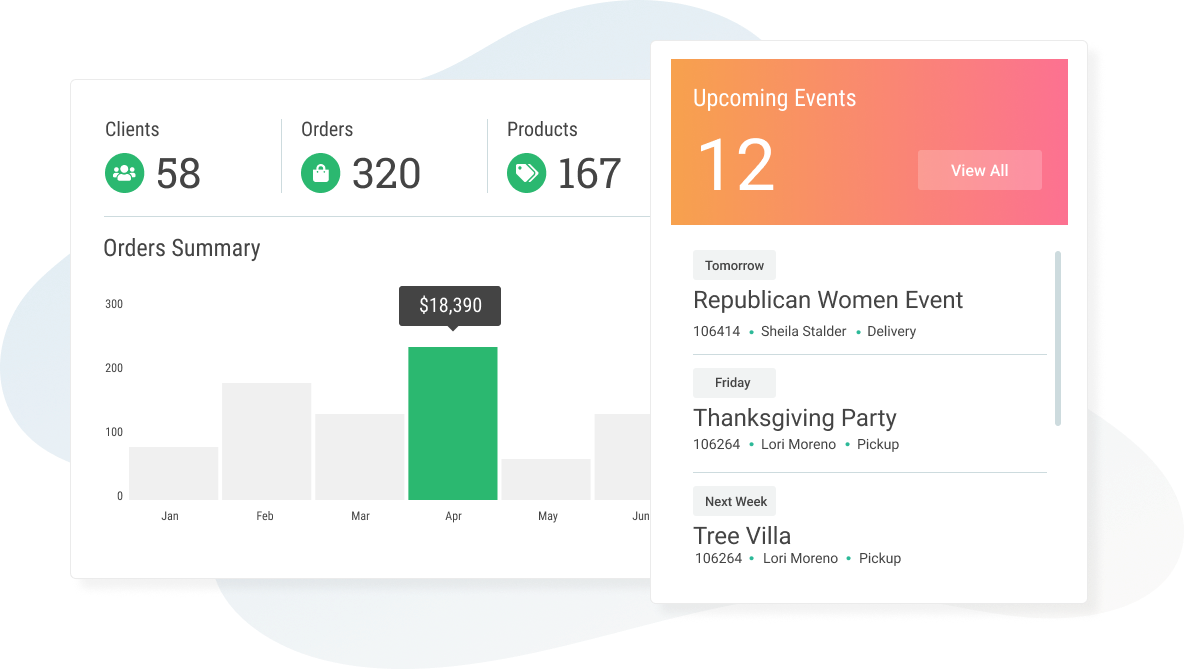 Clients
58
Orders
320
Products
167
Orders Summary
300
200
100
0
$18,390
Jan Feb Mar Apr May Jun
Upcoming Events
12
View All
Tomorrow
Republican Women Event
106414 • Sheila Stalder • Delivery
Friday
Thanksgiving Party
106264 • Lori Moreno • Pickup
Next Week
Tree Villa
106264 • Lori Moreno • Pickup